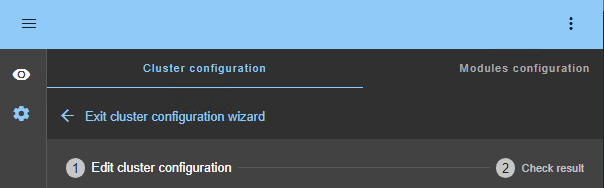 Cluster configuration
Modules configuration
Exit cluster configuration wizard
1 Edit cluster configuration
2 Check result